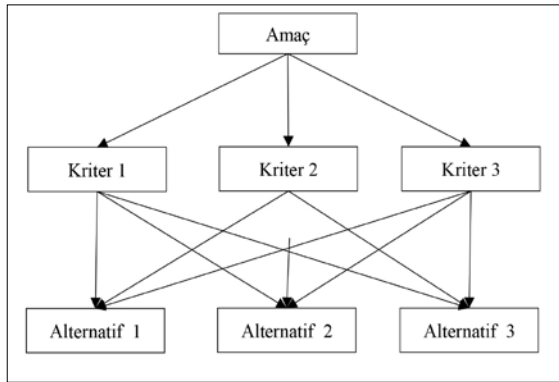 Amaç
Kriter 1 Kriter 2 Kriter 3
Alternatif 1 Alternatif 2 Alternatif 3